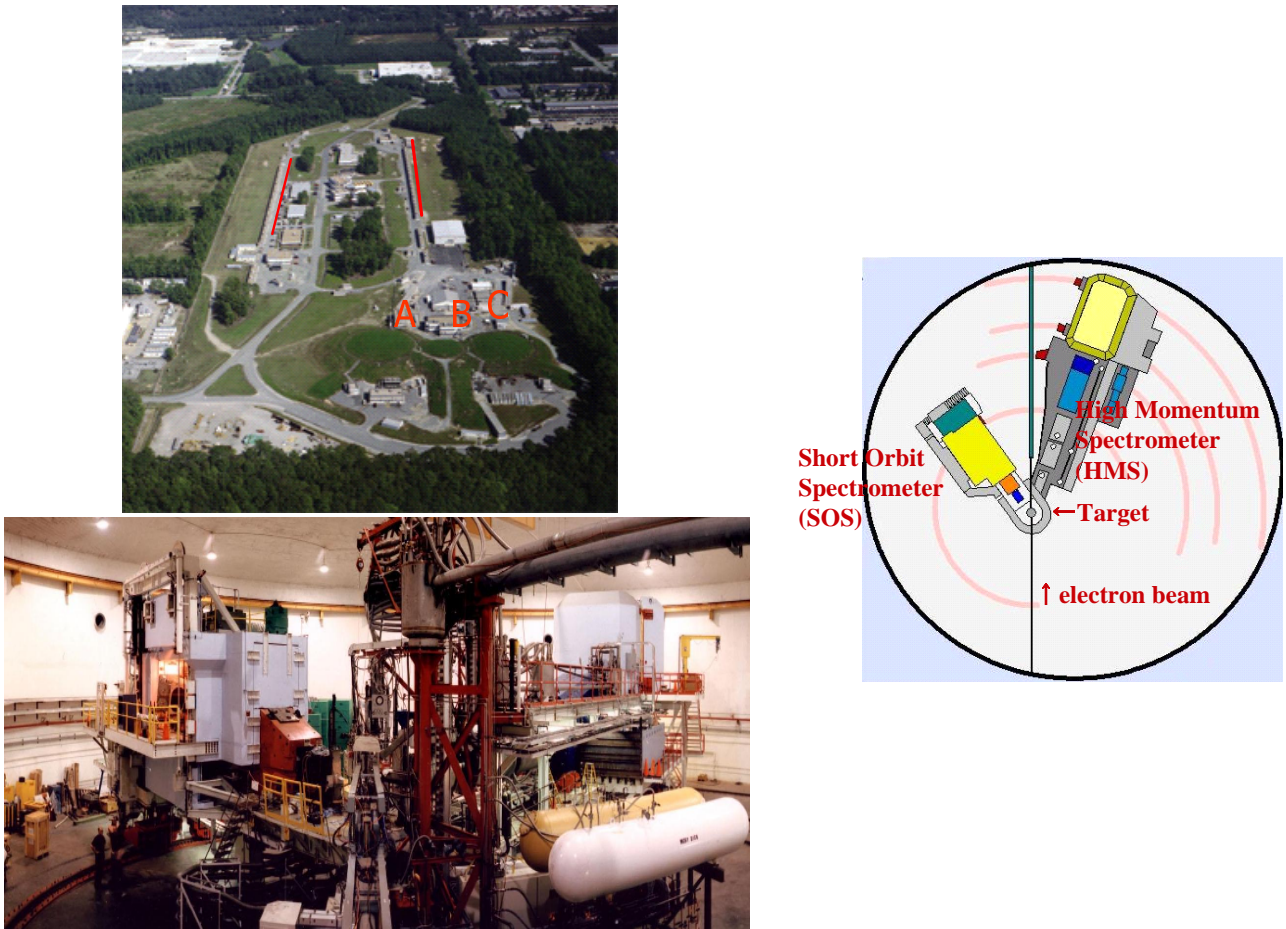 A
B
C
Short Orbit
Spectrometer
(SOS)
High Momentum
Spectrometer
(HMS)
←Target
↑ electron beam